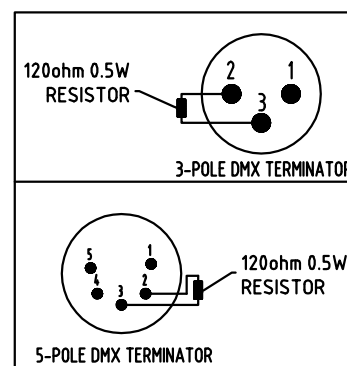 120ohm 0.5W
RESISTOR
2
1
3
3-POLE DMX TERMINATOR
5
1
4
2
3
120ohm 0.5W
RESISTOR
5-POLE DMX TERMINATOR